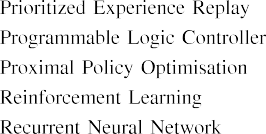 Prioritized Experience Replay
Programmable Logic Controller
Proximal Policy Optimisation
Reinforcement Learning
Recurrent Neural Network